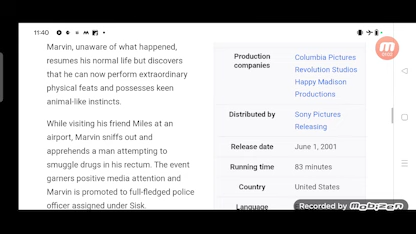 11:40
Marvin, unaware of what happened,
resumes his normal life but discovers
that he can now perform extraordinary
physical feats and possesses keen
animal-like instincts.
While visiting his friend Miles at an
airport, Marvin sniffs out and
apprehends a man attempting to
smuggle drugs in his rectum. The event
garners positive media attention and
Marvin is promoted to full-fledged police
officer assigned under Sisk.
Production
companies
Columbia Pictures
Revolution Studios
Happy Madison
Productions
Distributed by
Sony Pictures
Releasing
Release date
June 1, 2001
Running time
83 minutes
Country
United States
Language
Recorded by Mobizen